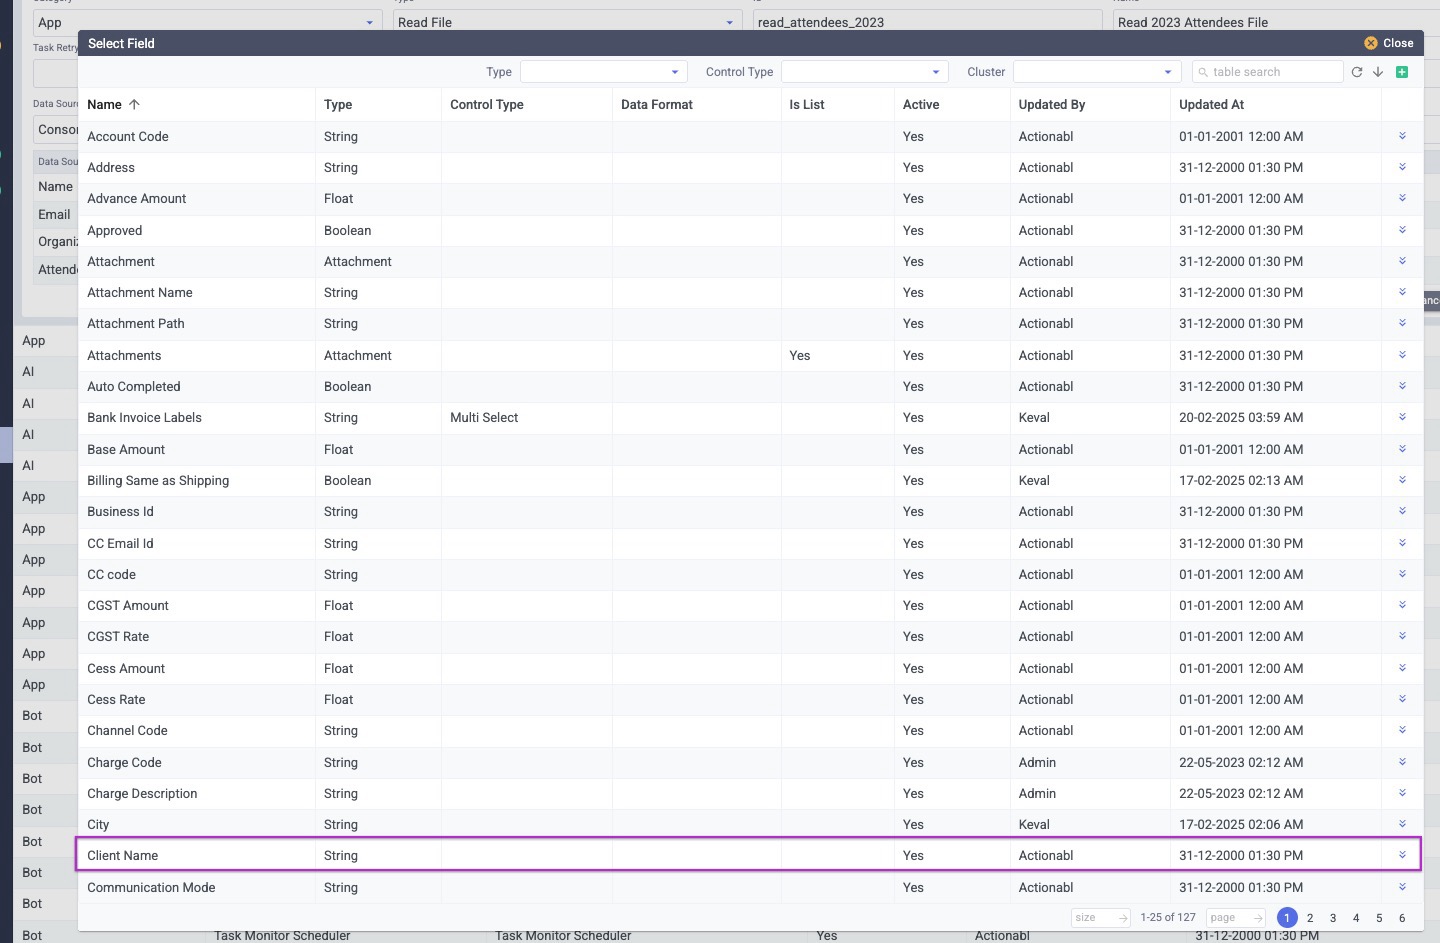 App Read File read_attendees_2023 Read 2023 Attendees File
Task Retry
Select Field Close
Type Control Type Cluster table search
Data Sour
Name Type Control Type Data Format Is List Active Updated By Updated At
Conso
Account Code String Yes Actionabl 01-01-2001 12:00 AM
Data Sou
Address String Yes Actionabl 31-12-2000 01:30 PM
Name
Advance Amount Float Yes Actionabl 01-01-2001 12:00 AM
Email
Approved Boolean Yes Actionabl 31-12-2000 01:30 PM
Organiz
Attachment Attachment Yes Actionabl 31-12-2000 01:30 PM
Attende
Attachment Name String Yes Actionabl 31-12-2000 01:30 PM
ance
Attachment Path String Yes Actionabl 31-12-2000 01:30 PM
App
Attachments Attachment Yes Yes Actionabl 31-12-2000 01:30 PM
AI
Auto Completed Boolean Yes Actionabl 31-12-2000 01:30 PM
AI
Bank Invoice Labels String Multi Select Yes Keval 20-02-2025 03:59 AM
AI
Base Amount Float Yes Actionabl 01-01-2001 12:00 AM
AI
Billing Same as Shipping Boolean Yes Keval 17-02-2025 02:13 AM
App
Business Id String Yes Actionabl 31-12-2000 01:30 PM
App
CC Email Id String Yes Actionabl 31-12-2000 01:30 PM
App
CC code String Yes Actionabl 01-01-2001 12:00 AM
App
CGST Amount Float Yes Actionabl 01-01-2001 12:00 AM
App
CGST Rate Float Yes Actionabl 01-01-2001 12:00 AM
App
Cess Amount Float Yes Actionabl 01-01-2001 12:00 AM
App
Cess Rate Float Yes Actionabl 01-01-2001 12:00 AM
Bot
Channel Code String Yes Actionabl 01-01-2001 12:00 AM
Bot
Charge Code String Yes Admin 22-05-2023 02:12 AM
Bot
Charge Description String Yes Admin 22-05-2023 02:12 AM
Bot
City String Yes Keval 17-02-2025 02:06 AM
Bot
Client Name String Yes Actionabl 31-12-2000 01:30 PM
Bot
Communication Mode String Yes Actionabl 31-12-2000 01:30 PM
Bot
size 1-25 of 127 page 1 2 3 4 5 6
Bot Task Monitor Scheduler Task Monitor Scheduler Yes Actionabl 31-12-2000 01:30 PM